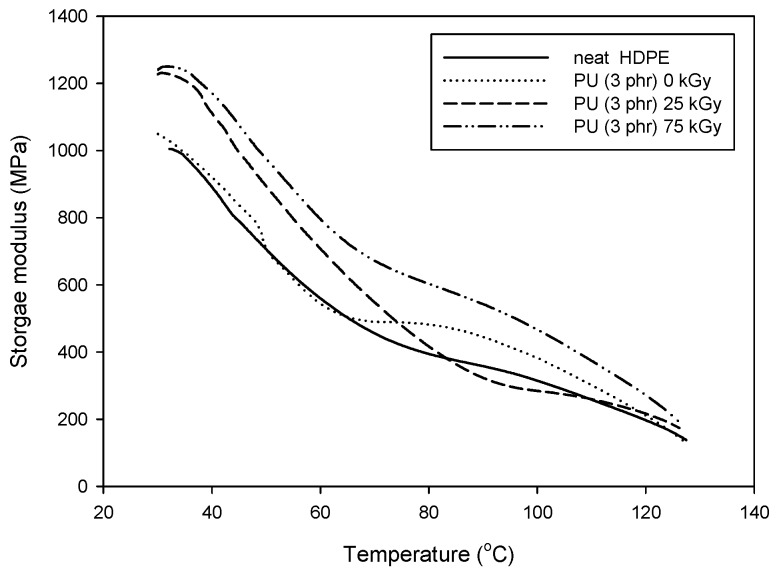 1400
1200
1000
800
600
400
200
0
20 40 60 80 100 120 140
Storgae modulus (MPa)
Temperature (°C)
neat HDPE
PU (3 phr) 0 kGy
PU (3 phr) 25 kGy
PU (3 phr) 75 kGy